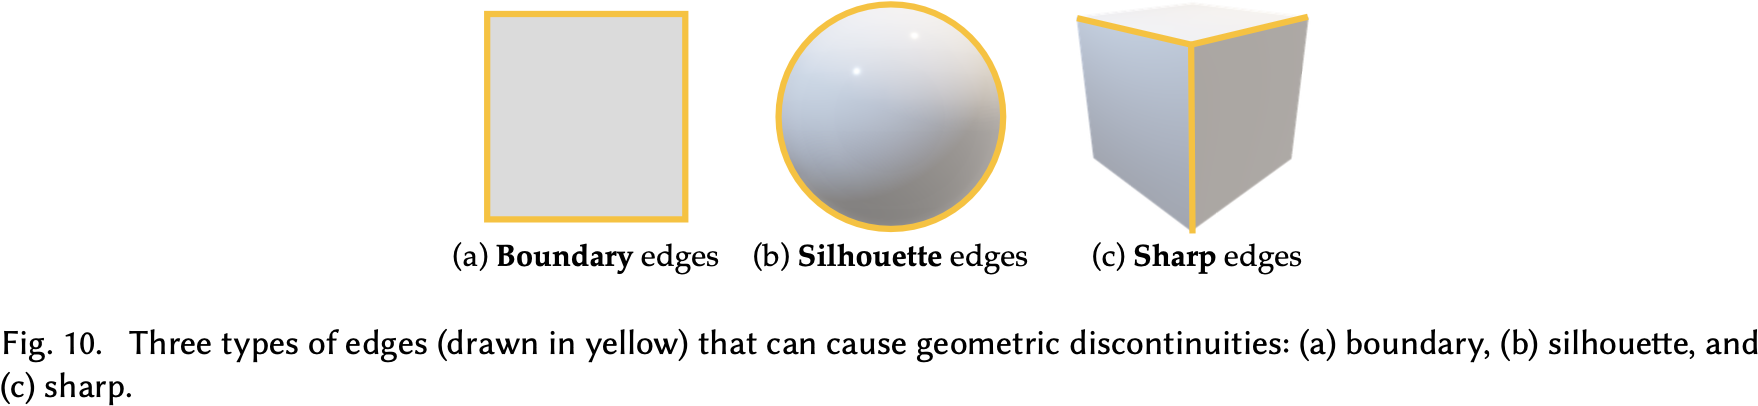 (a) Boundary edges (b) Silhouette edges (c) Sharp edges
Fig. 10. Three types of edges (drawn in yellow) that can cause geometric discontinuities: (a) boundary, (b) silhouette, and
(c) sharp.